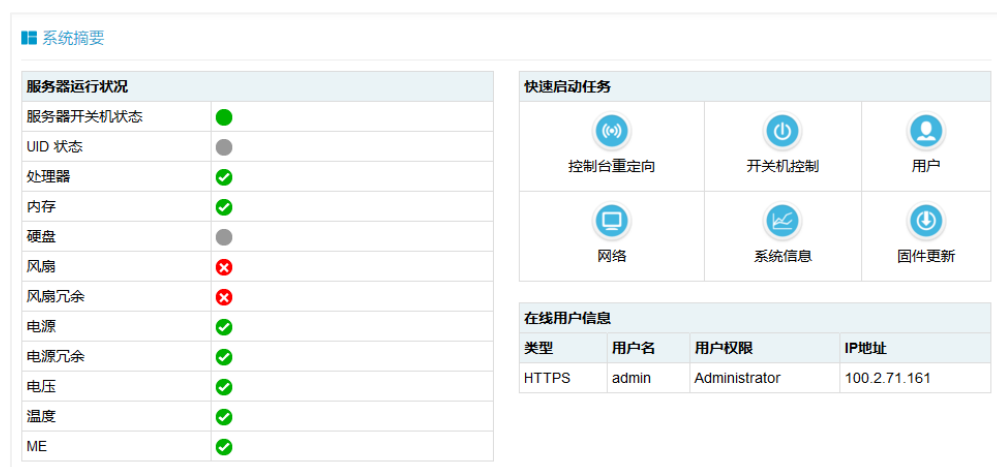 系统摘要
服务器运行状况
服务器开关机状态
UID 状态
处理器
内存
硬盘
风扇
风扇冗余
电源
电源冗余
电压
温度
ME
快速启动任务
控制台重定向 开关机控制 用户
网络 系统信息 固件更新
在线用户信息
类型 用户名 用户权限 IP地址
HTTPS admin Administrator 100.2.71.161